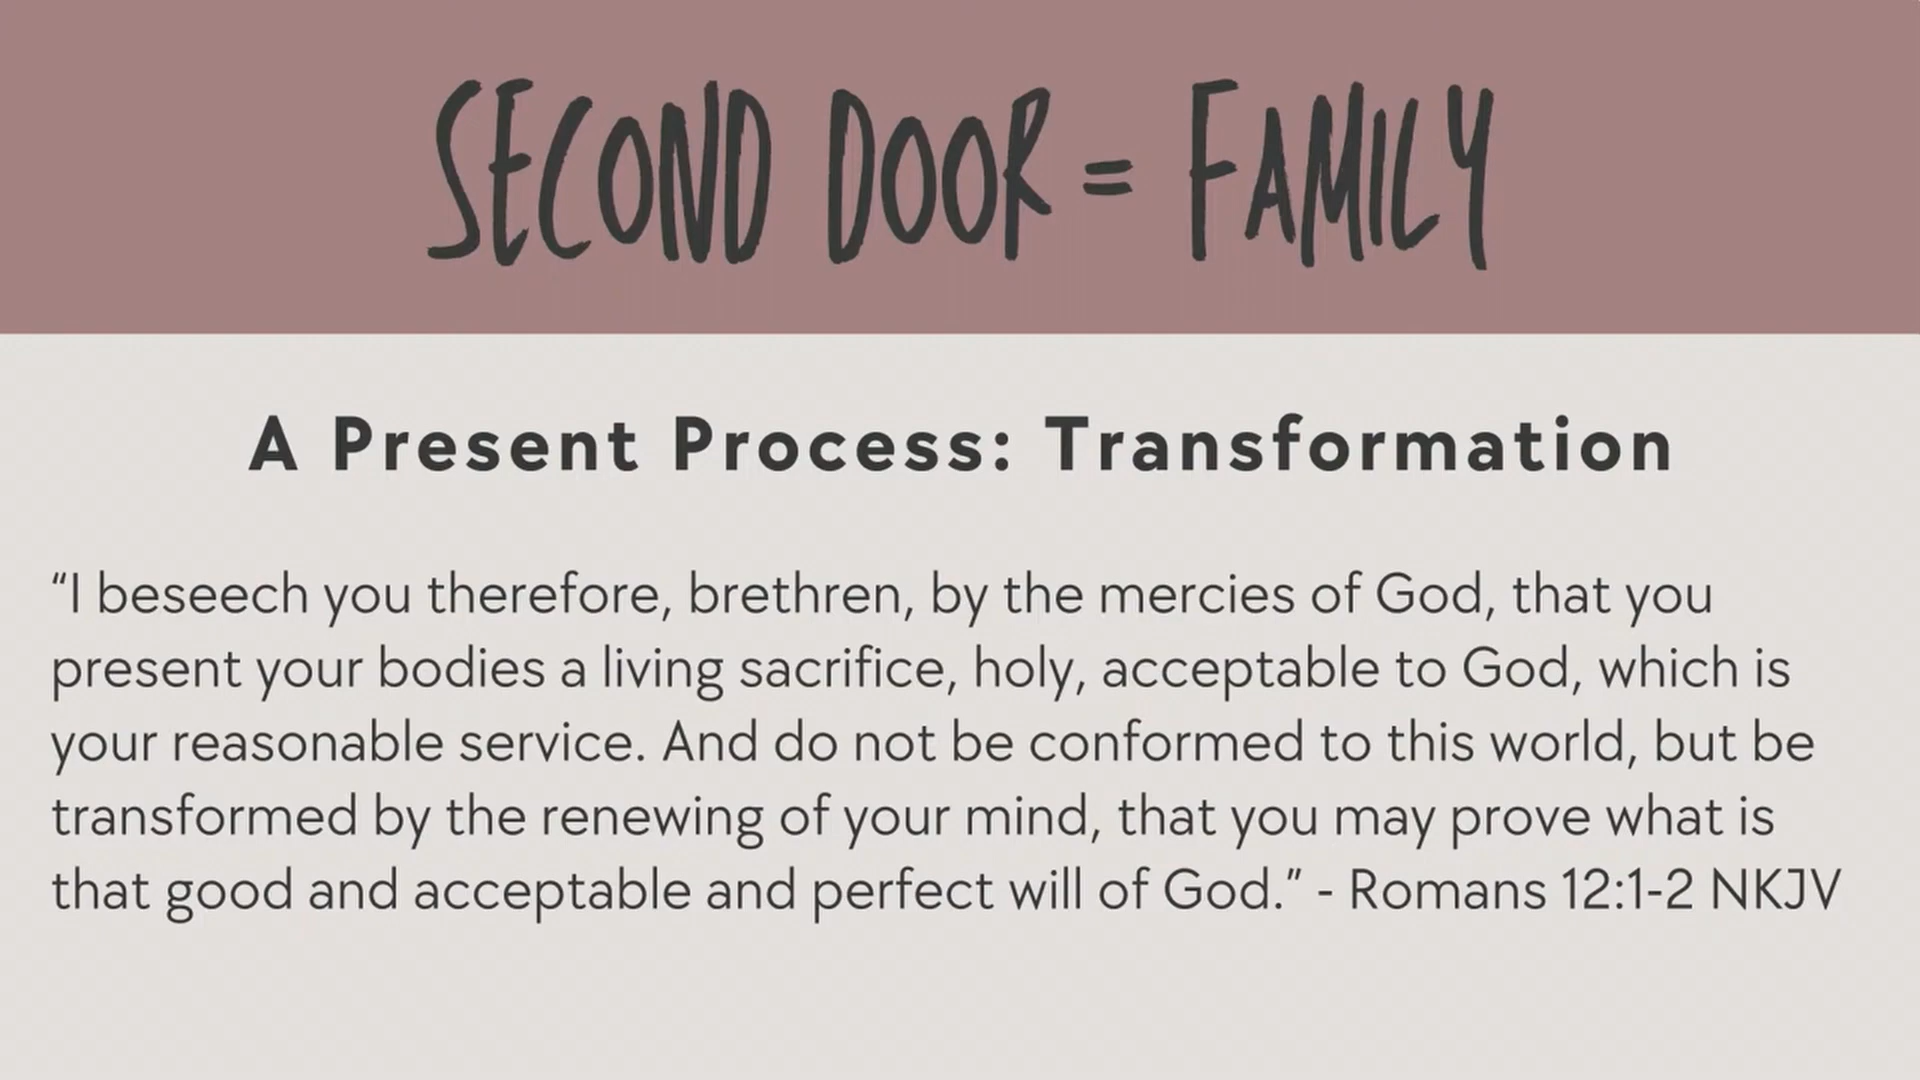 SECOND DOOR = FAMILY
A Present Process: Transformation
“I beseech you therefore, brethren, by the mercies of God, that you
present your bodies a living sacrifice, holy, acceptable to God, which is
your reasonable service. And do not be conformed to this world, but be
transformed by the renewing of your mind, that you may prove what is
that good and acceptable and perfect will of God.” - Romans 12:1-2 NKJV